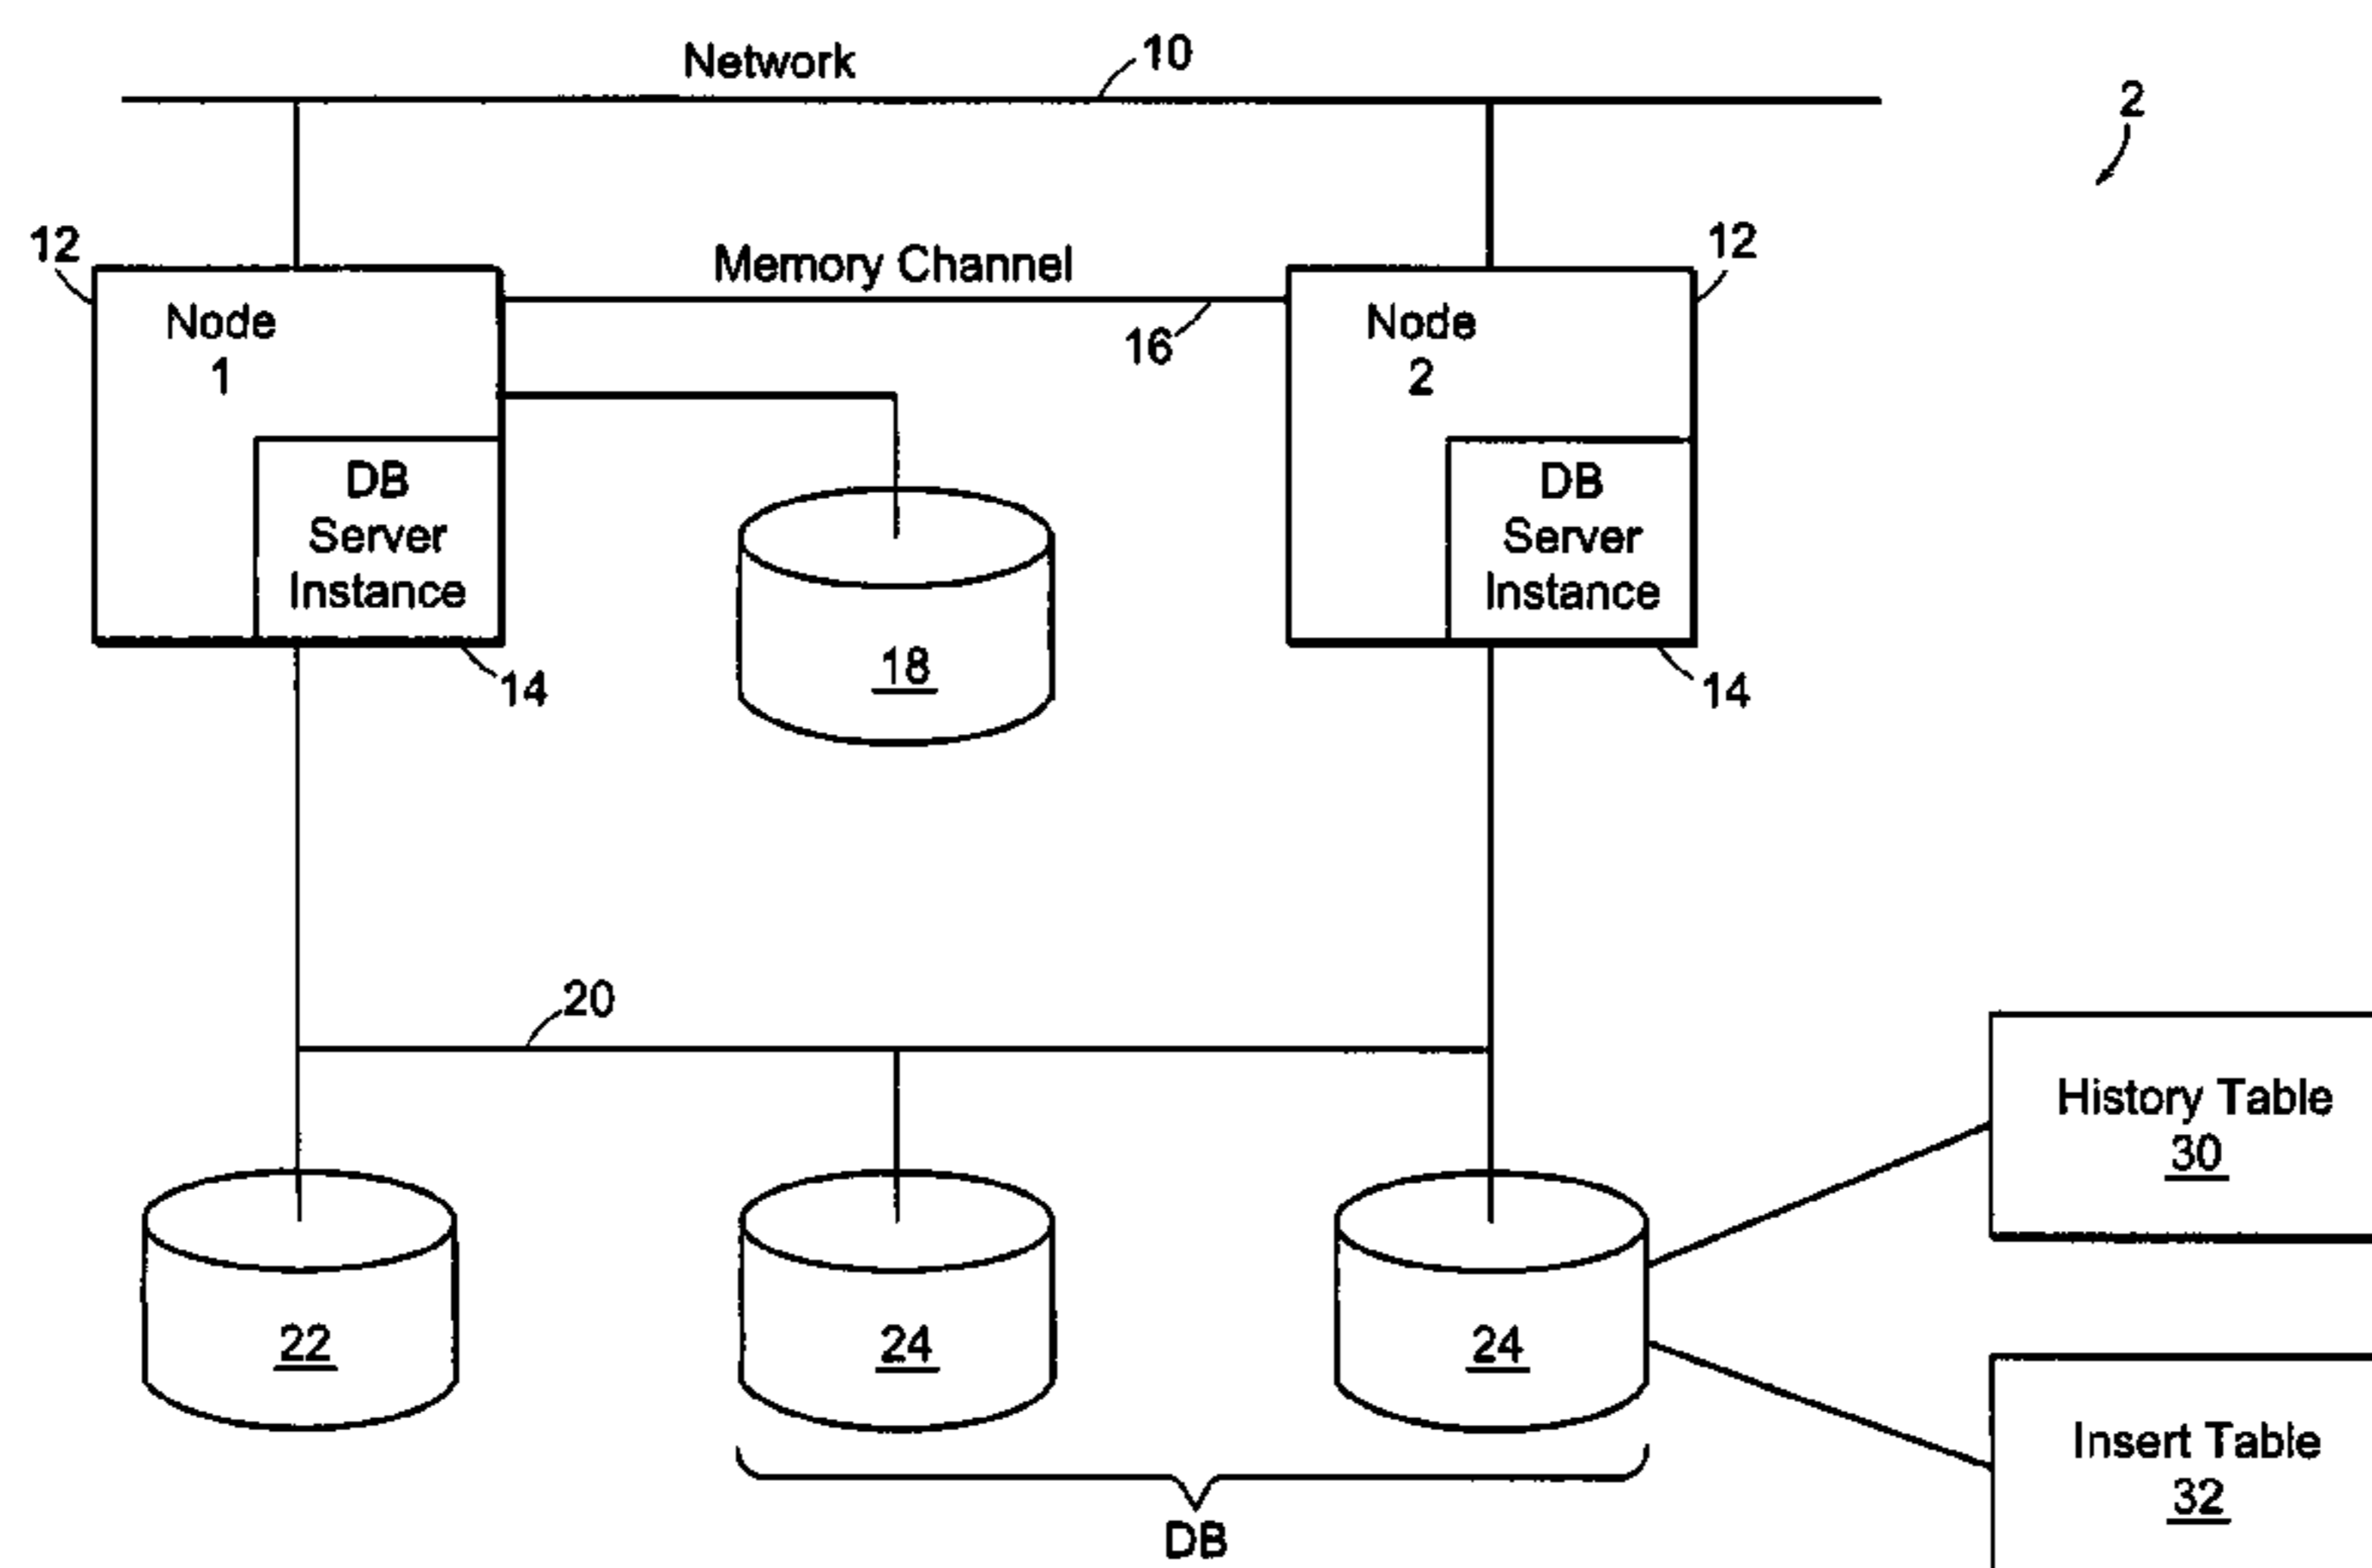 Network
10
2
12
Memory Channel
12
Node
1
16
Node
2
DB
Server
Instance
DB
Server
Instance
18
14
14
20
History Table
30
22
24
24
Insert Table
32
DB